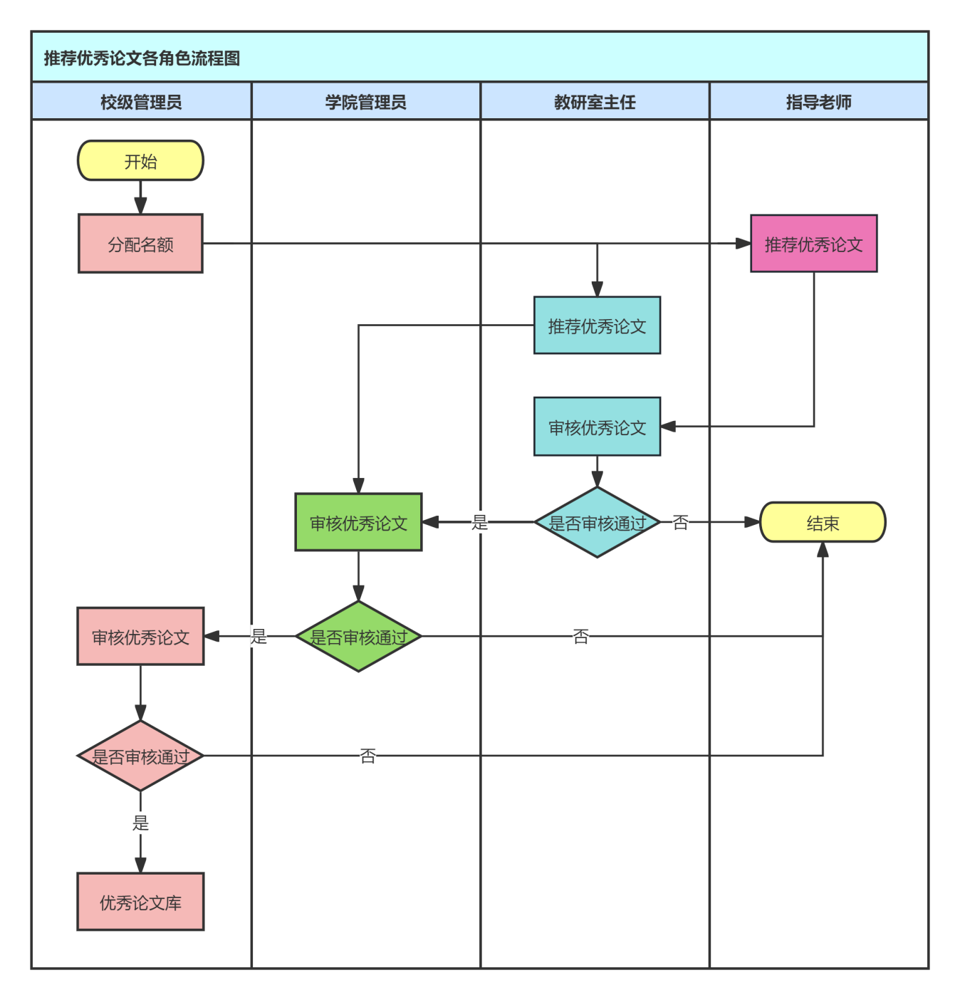 推荐优秀论文各角色流程图
校级管理员
学院管理员
教研室主任
指导老师
开始
分配名额
推荐优秀论文
推荐优秀论文
审核优秀论文
审核优秀论文
是
是否审核通过
否
结束
审核优秀论文
是
是否审核通过
否
是否审核通过
否
是
优秀论文库